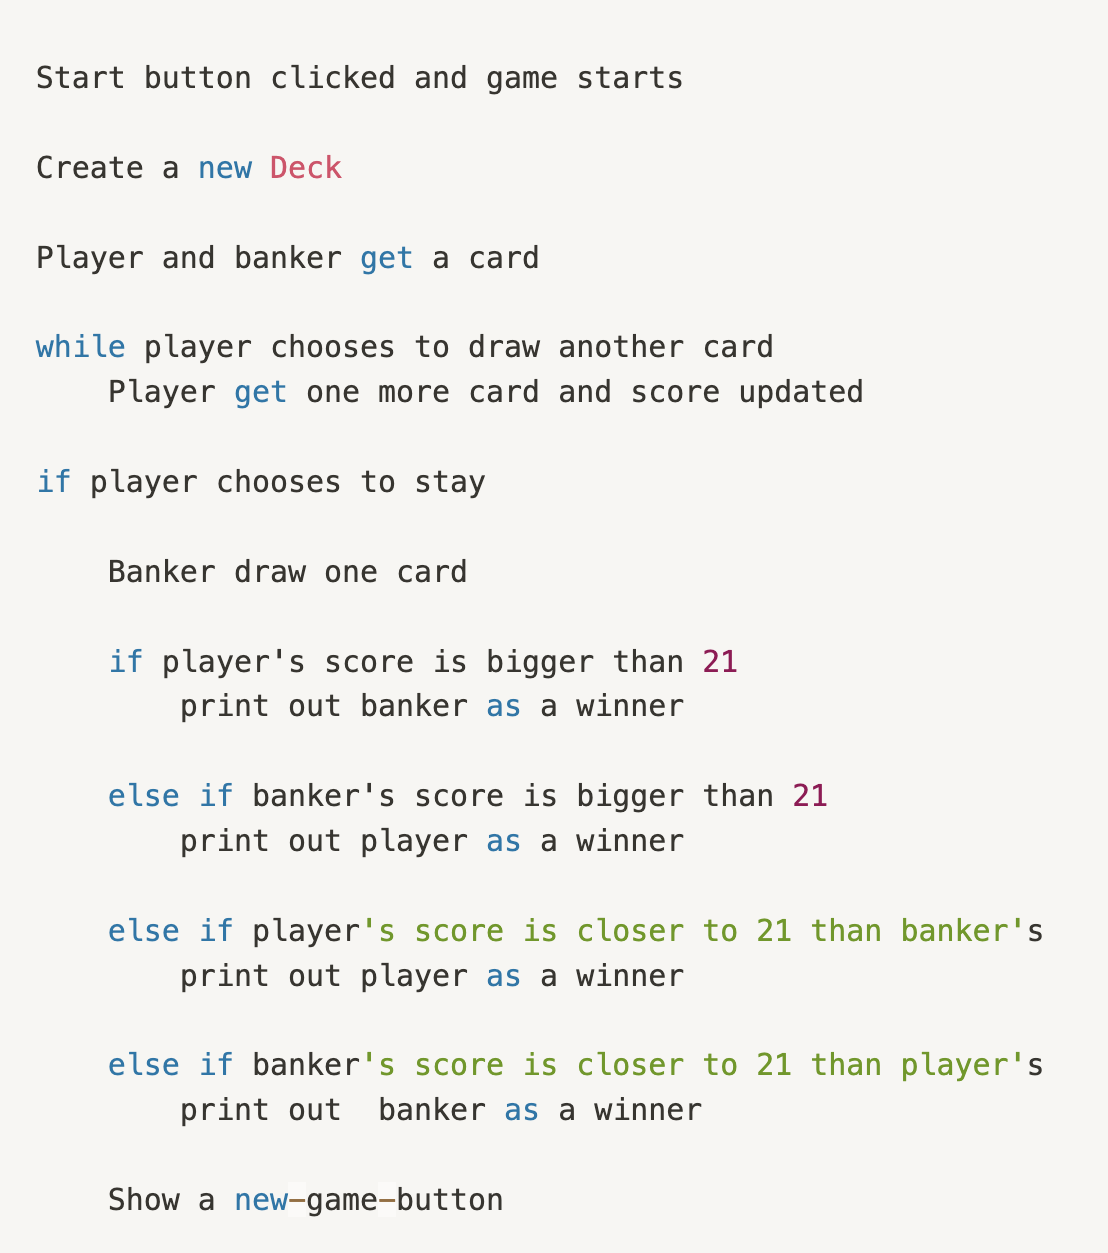 Start button clicked and game starts
Create a new Deck
Player and banker get a card
while player chooses to draw another card
Player get one more card and score updated
if player chooses to stay
Banker draw one card
if player's score is bigger than 21
print out banker as a winner
else if banker's score is bigger than 21
print out player as a winner
else if player's score is closer to 21 than banker's
print out player as a winner
else if banker's score is closer to 21 than player's
print out  banker as a winner
Show a new-game-button